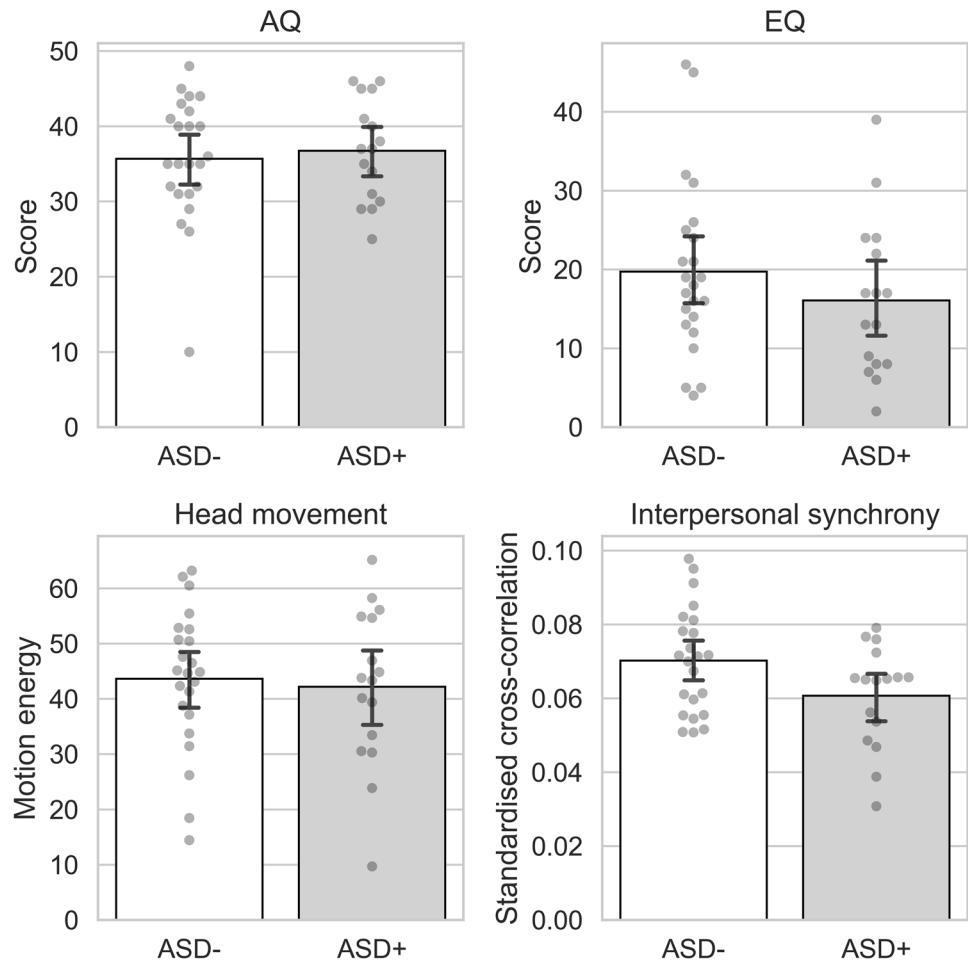 AQ
50
40
30
20
10
0
Score
ASD-
ASD+
EQ
40
30
20
10
0
Score
ASD-
ASD+
Head movement
60
50
40
30
20
10
0
Motion energy
ASD-
ASD+
Interpersonal synchrony
0.10
0.08
0.06
0.04
0.02
0.00
Standardised cross-correlation
ASD-
ASD+